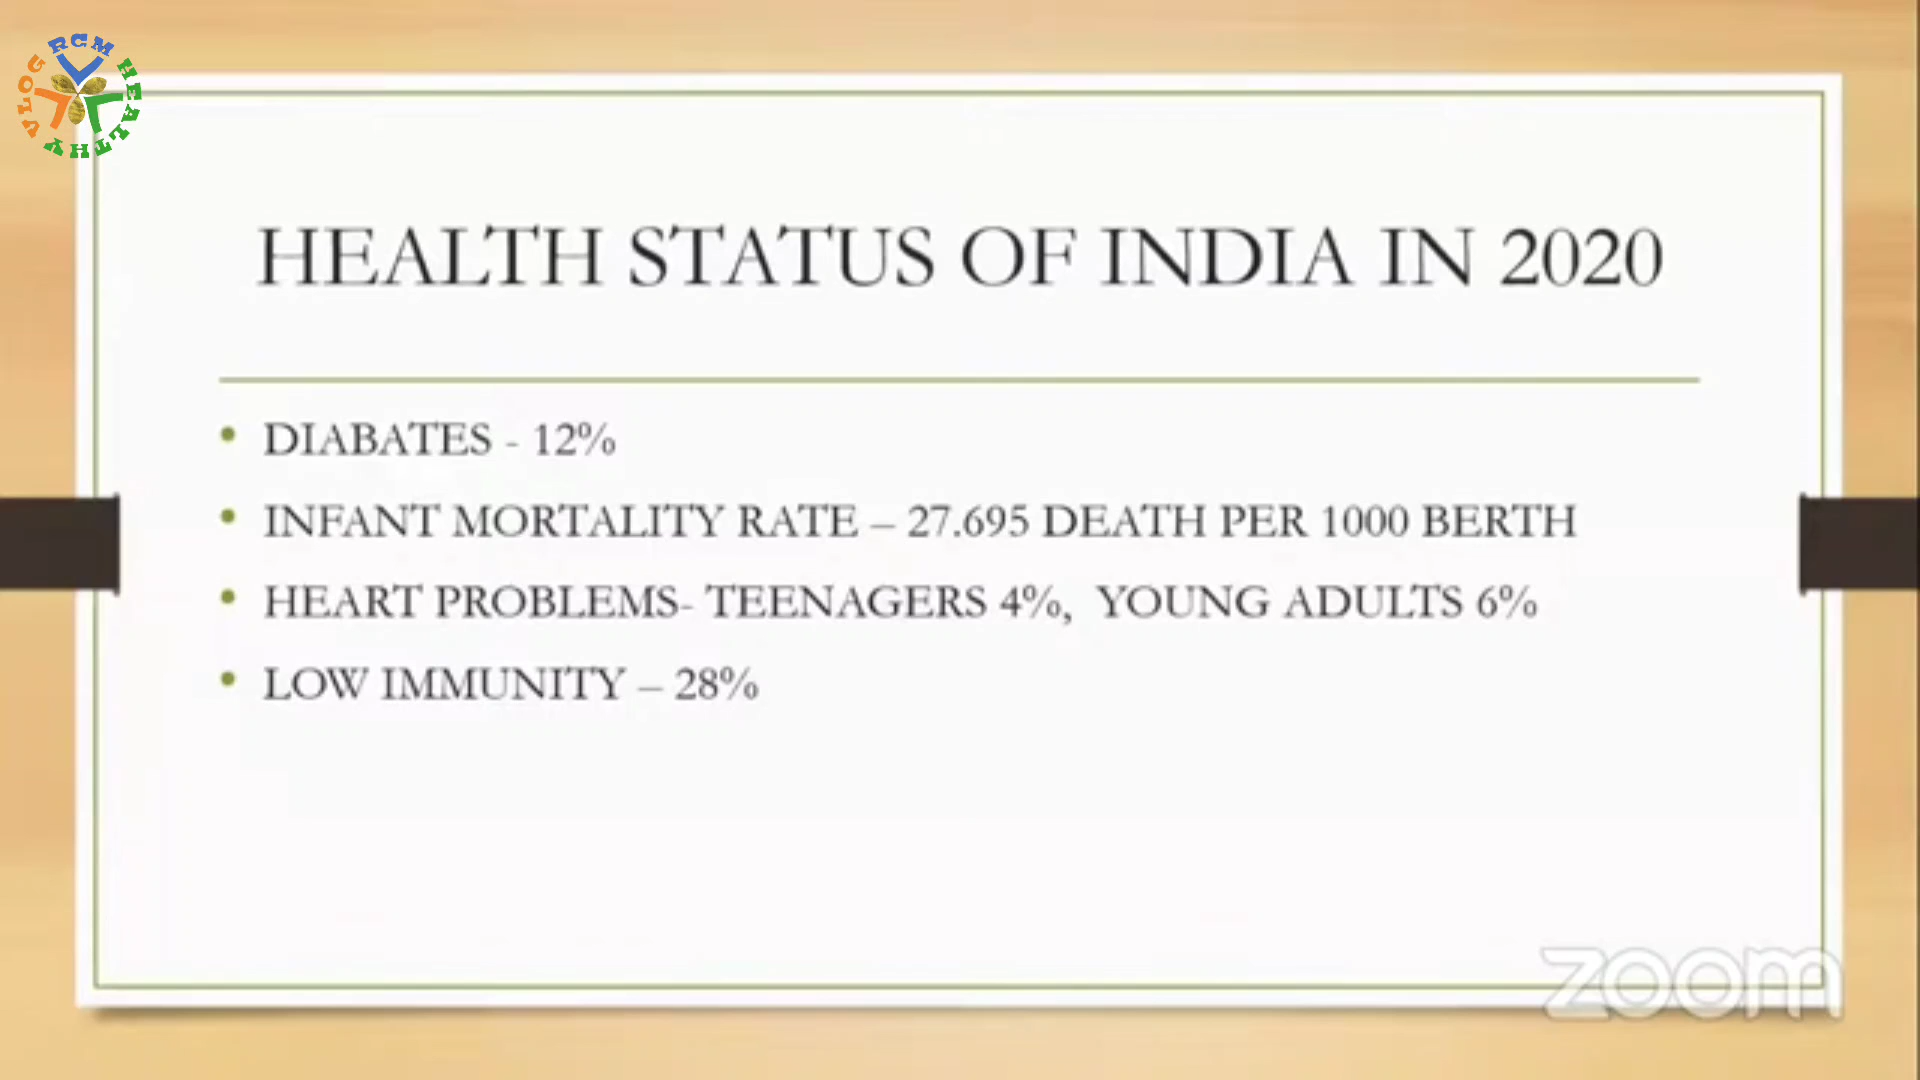 RCM HEALTHY VLOG
HEALTH STATUS OF INDIA IN 2020
• DIABATES - 12%
• INFANT MORTALITY RATE – 27.695 DEATH PER 1000 BERTH
• HEART PROBLEMS- TEENAGERS 4%, YOUNG ADULTS 6%
• LOW IMMUNITY – 28%
zoom